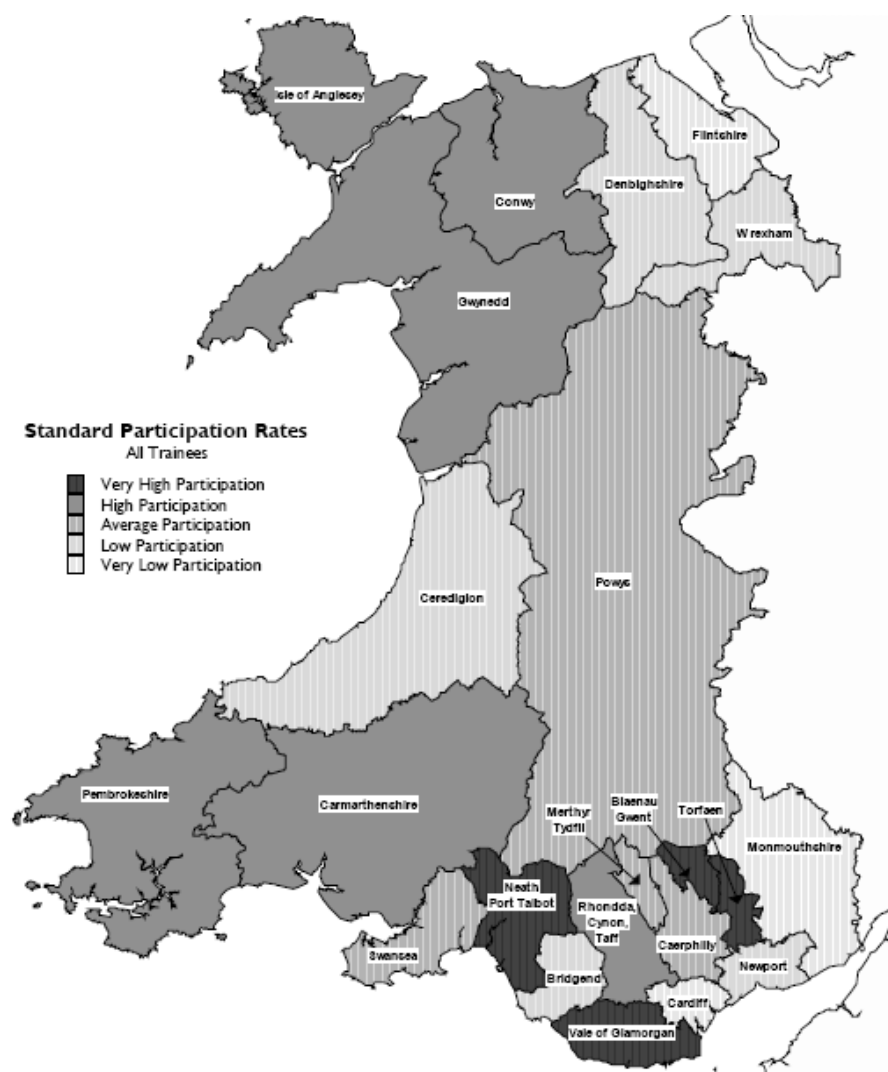 Isle of Anglesey
Flintshire
Denbighshire
Conwy
Wrexham
Gwynedd
Standard Participation Rates
All Trainees
Very High Participation
High Participation
Average Participation
Low Participation
Very Low Participation
Powys
Ceredigion
Pembrokeshire
Carmarthenshire
Merthyr
Tydfil
Blaenau
Gwent
Torfaen
Monmouthshire
Neath
Port Talbot
Rhondda,
Cynon,
Taff
Caerphilly
Swansea
Bridgend
Newport
Cardiff
Vale of Glamorgan